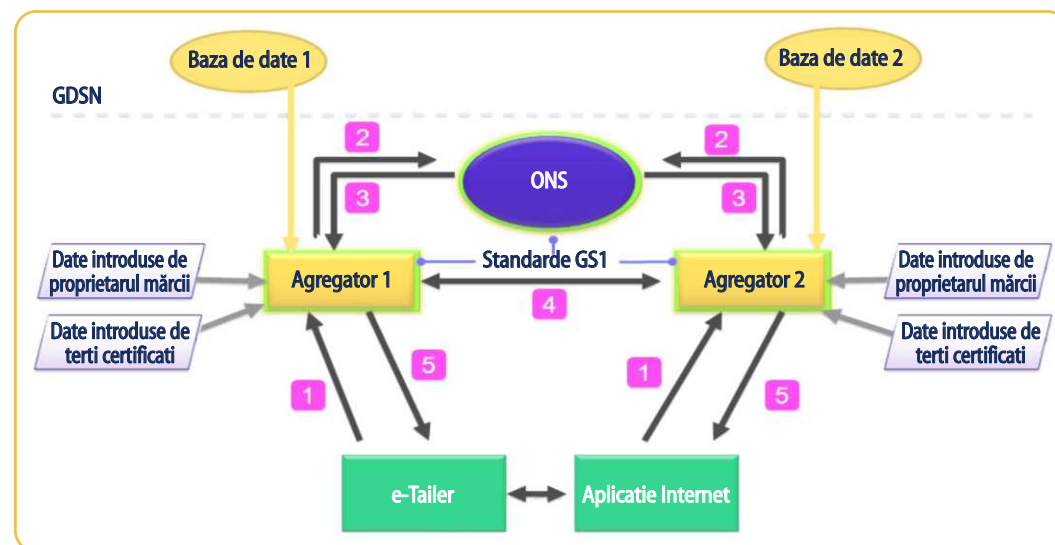 Baza de date 1
Baza de date 2
GDSN
2
2
ONS
3
3
Date introduse de
proprietarul mărcii
Agregator 1
Standarde GS1
Agregator 2
Date introduse de
proprietarul mărcii
4
Date introduse de
terti certificati
Date introduse de
terti certificati
1
5
1
5
e-Tailer
Aplicatie Internet